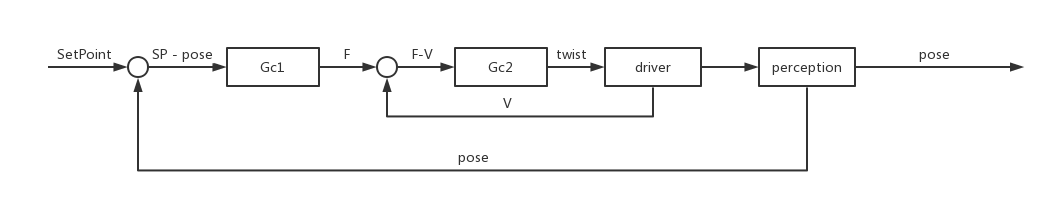 SetPoint
SP - pose
Gc1
F
F-V
Gc2
twist
driver
perception
pose
V
pose